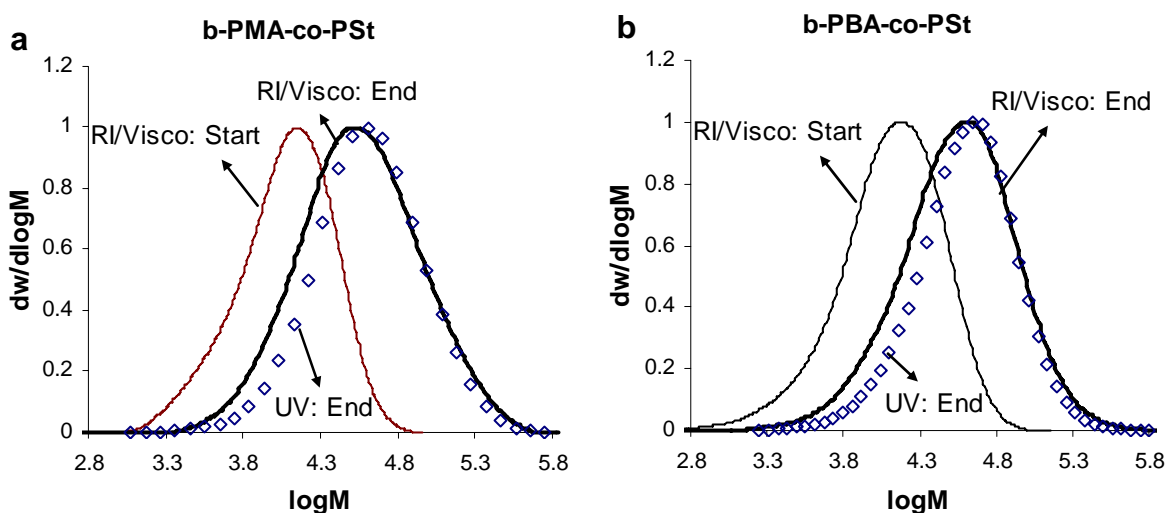 a
b-PMA-co-PSt
1.2
1
0.8
0.6
0.4
0.2
0
dw/dlogM
RI/Visco: End
RI/Visco: Start
UV: End
2.8 3.3 3.8 4.3 4.8 5.3 5.8
logM
b
b-PBA-co-PSt
1.2
1
0.8
0.6
0.4
0.2
0
dw/dlogM
RI/Visco: End
RI/Visco: Start
UV: End
2.8 3.3 3.8 4.3 4.8 5.3 5.8
logM